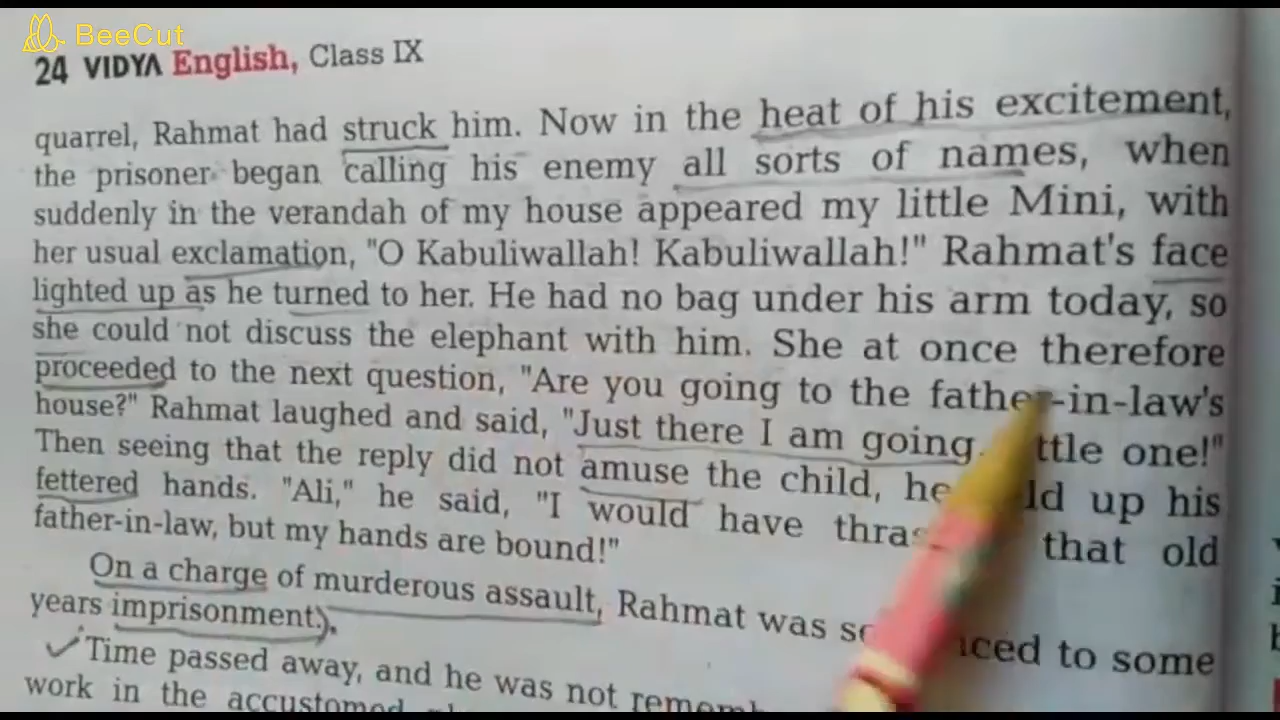 BeeCut
24 VIDYA English, Class IX
quarrel, Rahmat had struck him. Now in the heat of his excitement,
the prisoner began calling his enemy all sorts of names, when
suddenly in the verandah of my house appeared my little Mini, with
her usual exclamation, "O Kabuliwallah! Kabuliwallah!" Rahmat's face
lighted up as he turned to her. He had no bag under his arm today, so
she could not discuss the elephant with him. She at once therefore
proceeded to the next question, "Are you going to the father-in-law's
house?" Rahmat laughed and said, "Just there I am going, one!"
Then seeing that the reply did not amuse the child, he up his
fettered hands. "Ali," he said, "I would have that old
father-in-law, but my hands are bound!"
On a charge of murderous assault, Rahmat was to some
years imprisonment.).
Time passed away, and he was not
work in the accustomed